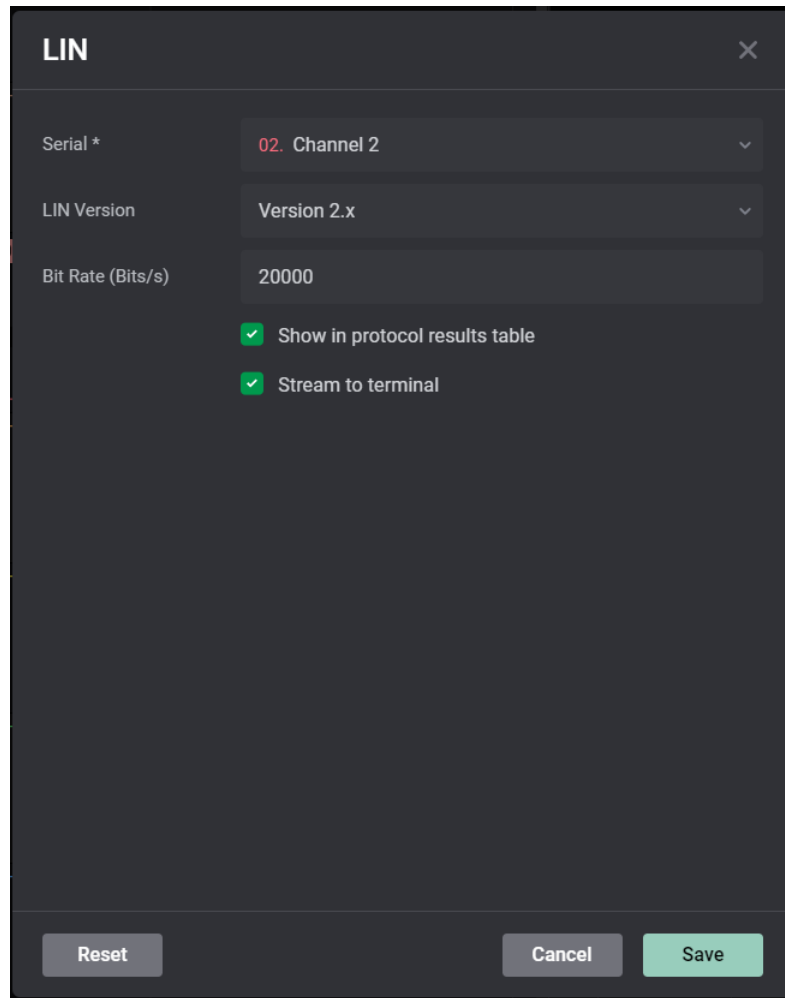 LIN
Serial *
02. Channel 2
LIN Version
Version 2.x
Bit Rate (Bits/s)
20000
Show in protocol results table
Stream to terminal
Reset
Cancel
Save